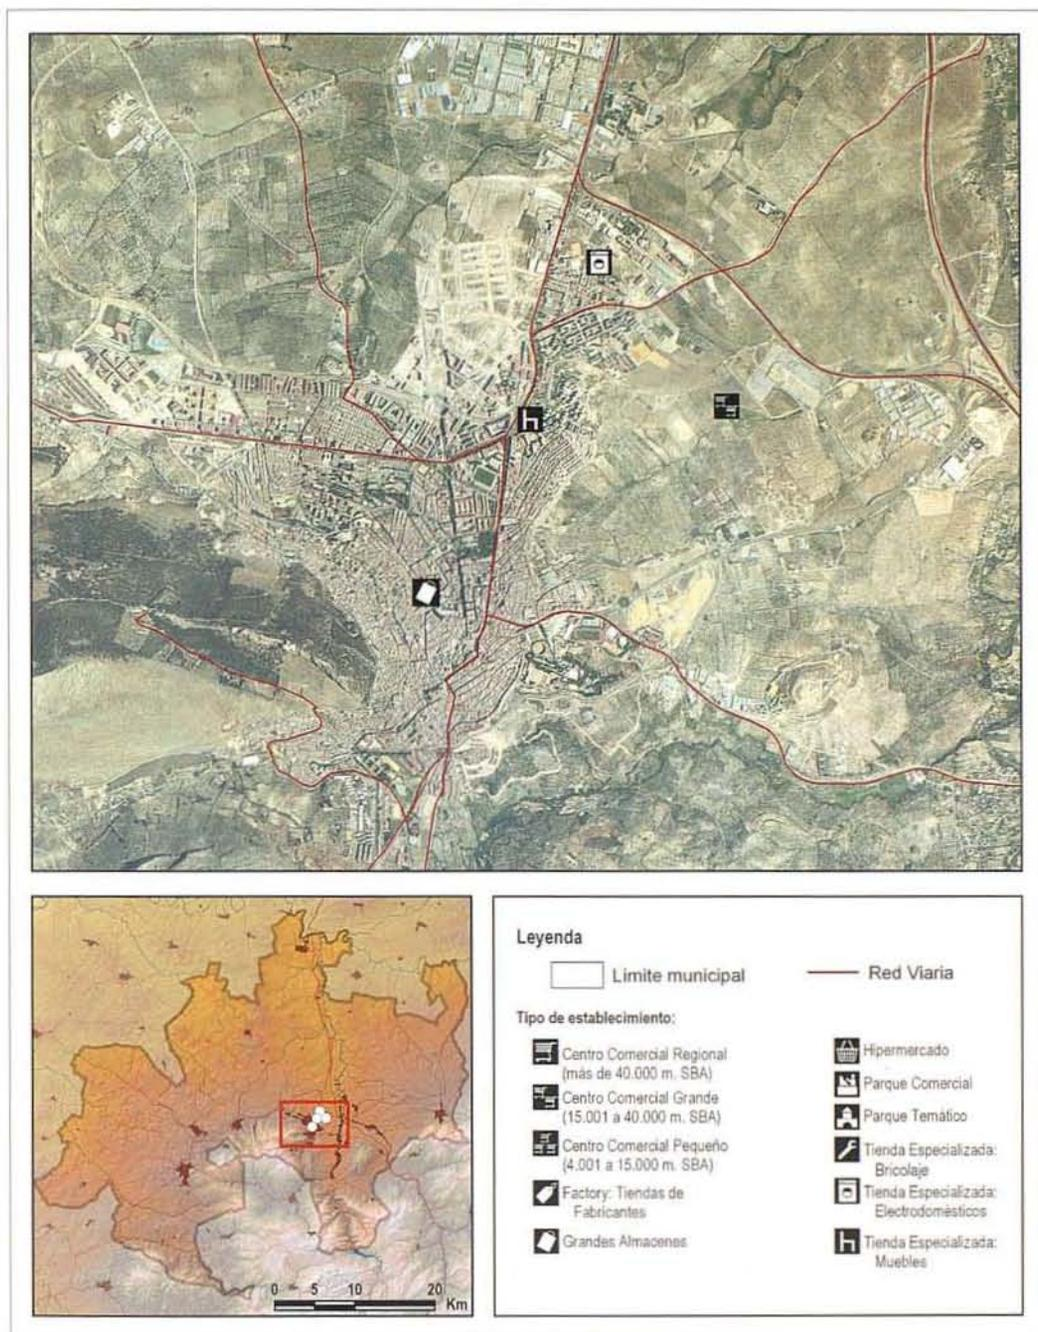 0 5 10 20
Km
Leyenda
Límite municipal
Red Viaria
Tipo de establecimiento:
Centro Comercial Regional
(más de 40.000 m. SBA)
Centro Comercial Grande
(15.001 a 40.000 m. SBA)
Centro Comercial Pequeño
(4.001 a 15.000 m. SBA)
Factory: Tiendas de
Fabricantes
Grandes Almacenes
Hipermercado
Parque Comercial
Parque Temático
Tienda Especializada:
Bricolaje
Tienda Especializada:
Electrodomésticos
Tienda Especializada:
Muebles